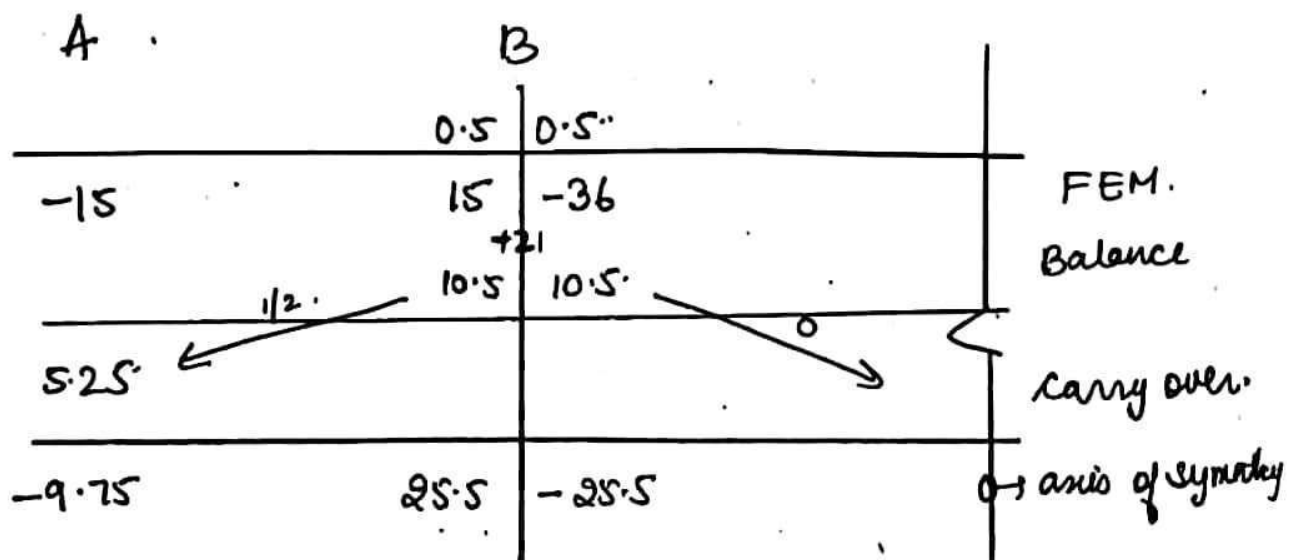 A B
0.5 0.5
-15 15 -36 FEM.
+21
Balance
10.5 10.5
1/2.
0
5.25 Carry over.
-9.75 25.5 -25.5 0→ axis of symmtry